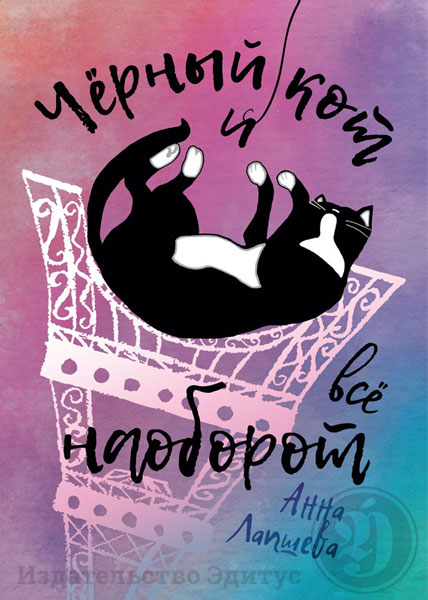 Чёрный кот
и
всё
наоборот
Анна
Лапшева
Издательство Эдитус